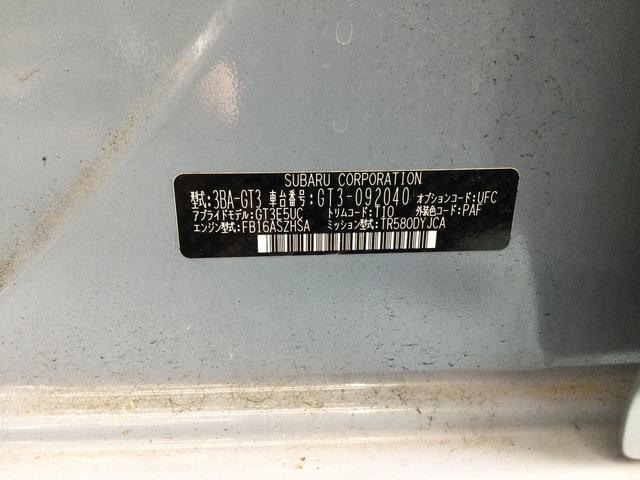 SUBARU CORPORATION
型式:3BA-GT3 車台番号:GT3-092040 オプションコード:UFC
アプライドモデル:GT3E5UC トリムコード:T10 外装色コード:PAF
エンジン型式:FB16ASZHSA ミッション型式:TR580DYJCA